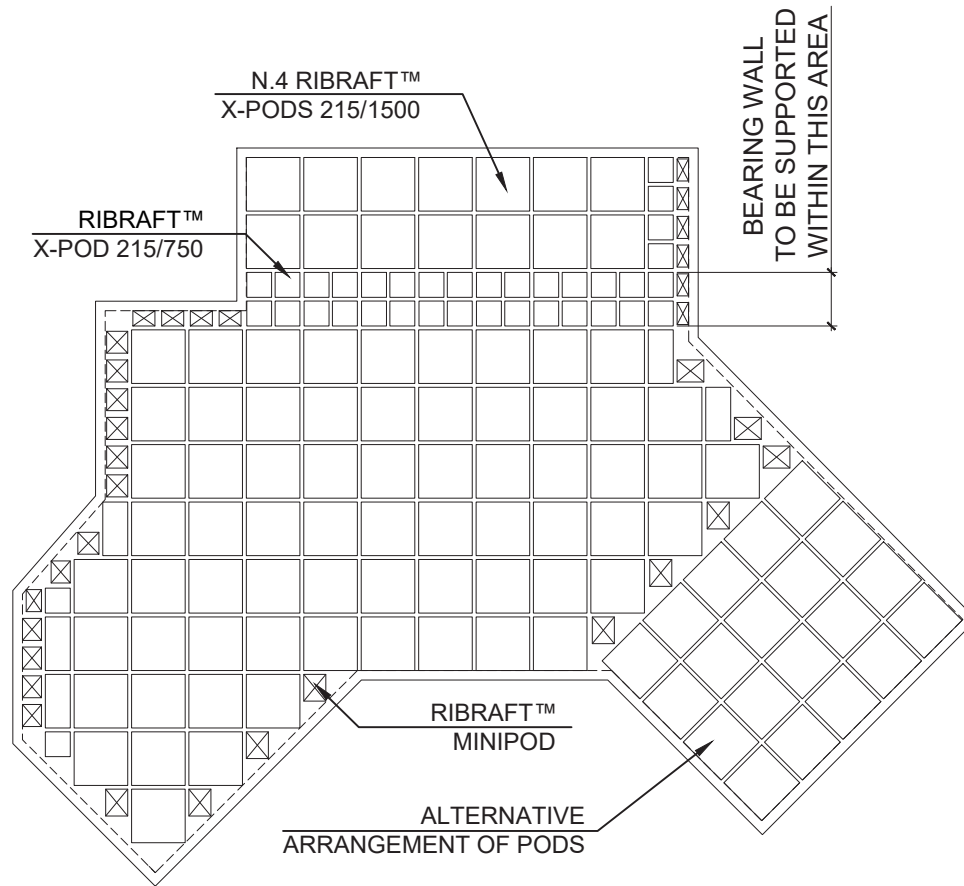 N.4 RIBRAFT™
X-PODS 215/1500
BEARING WALL
TO BE SUPPORTED
WITHIN THIS AREA
RIBRAFT™
X-POD 215/750
RIBRAFT™
MINIPOD
ALTERNATIVE
ARRANGEMENT OF PODS